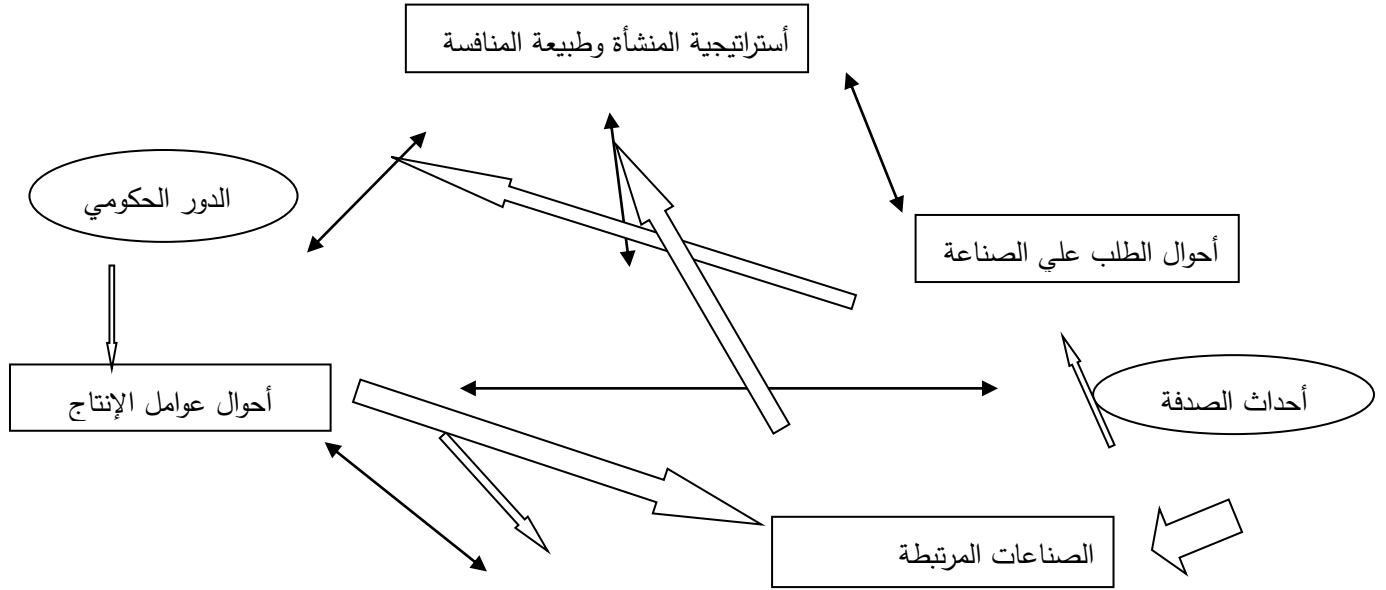 أستراتيجية المنشأة وطبيعة المنافسة
الدور الحكومي
أحوال الطلب علي الصناعة
أحوال عوامل الإنتاج
أحداث الصدفة
الصناعات المرتبطة